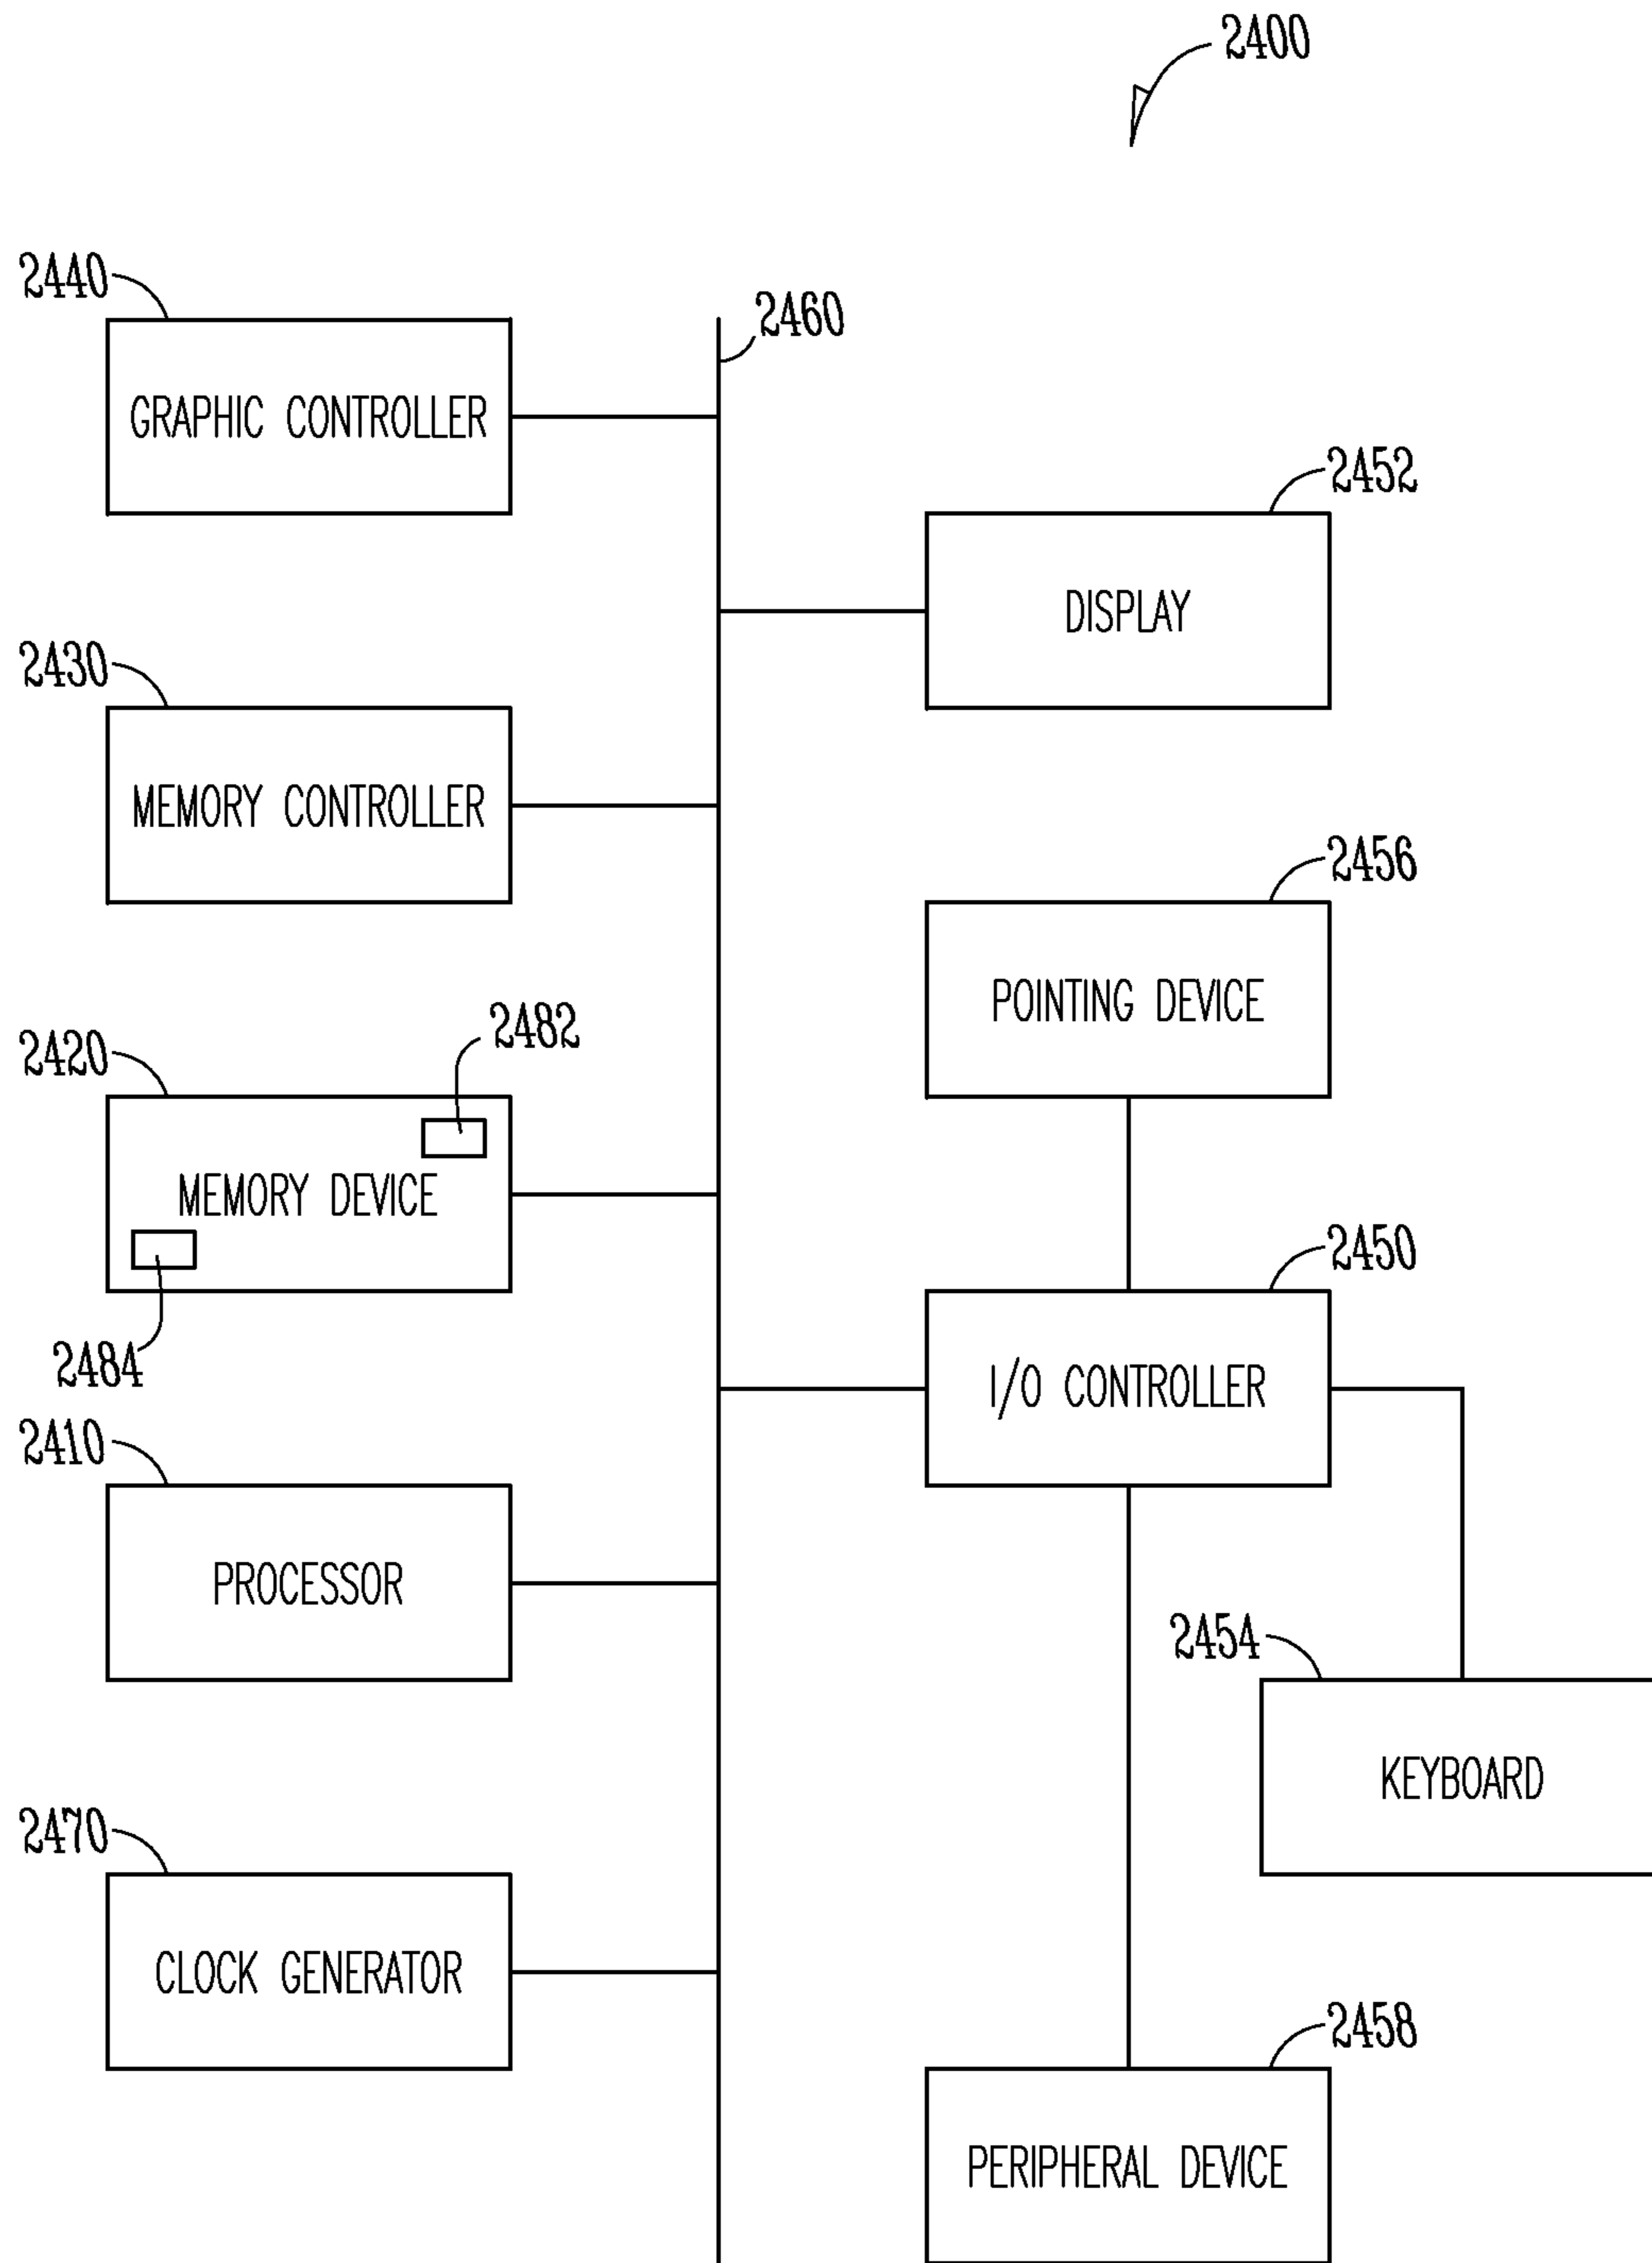 2400
2440
2460
GRAPHIC CONTROLLER
2452
DISPLAY
2430
MEMORY CONTROLLER
2456
POINTING DEVICE
2482
2420
MEMORY DEVICE
2484
2450
I/O CONTROLLER
2410
PROCESSOR
2454
KEYBOARD
2470
CLOCK GENERATOR
2458
PERIPHERAL DEVICE